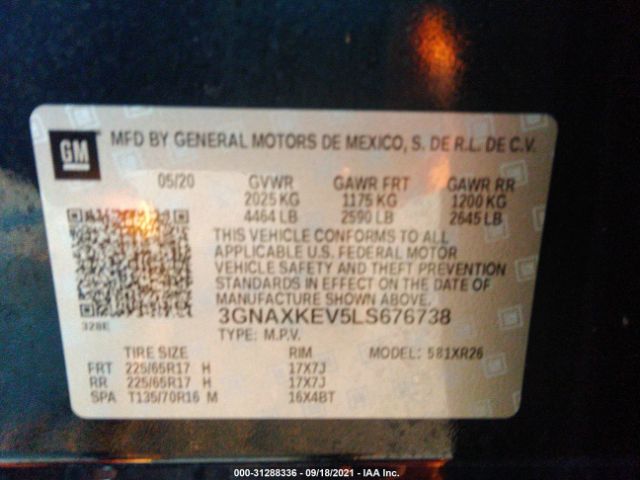 GM
MFD BY GENERAL MOTORS DE MEXICO, S. DE R.L. DE C.V.
05/20 GVWR GAWR FRT GAWR RR
2025 KG 1175 KG 1200 KG
4464 LB 2590 LB 2645 LB
THIS VEHICLE CONFORMS TO ALL
APPLICABLE U.S. FEDERAL MOTOR
VEHICLE SAFETY AND THEFT PREVENTION
STANDARDS IN EFFECT ON THE DATE OF
MANUFACTURE SHOWN ABOVE.
328E 3GNAXKEV5LS676738
TYPE: M.P.V.
TIRE SIZE RIM MODEL: 581XR26
FRT 225/65R17 H 17X7J
RR 225/65R17 H 17X7J
SPA T135/70R16 M 16X4BT
000-31288336 - 09/18/2021 - IAA Inc.